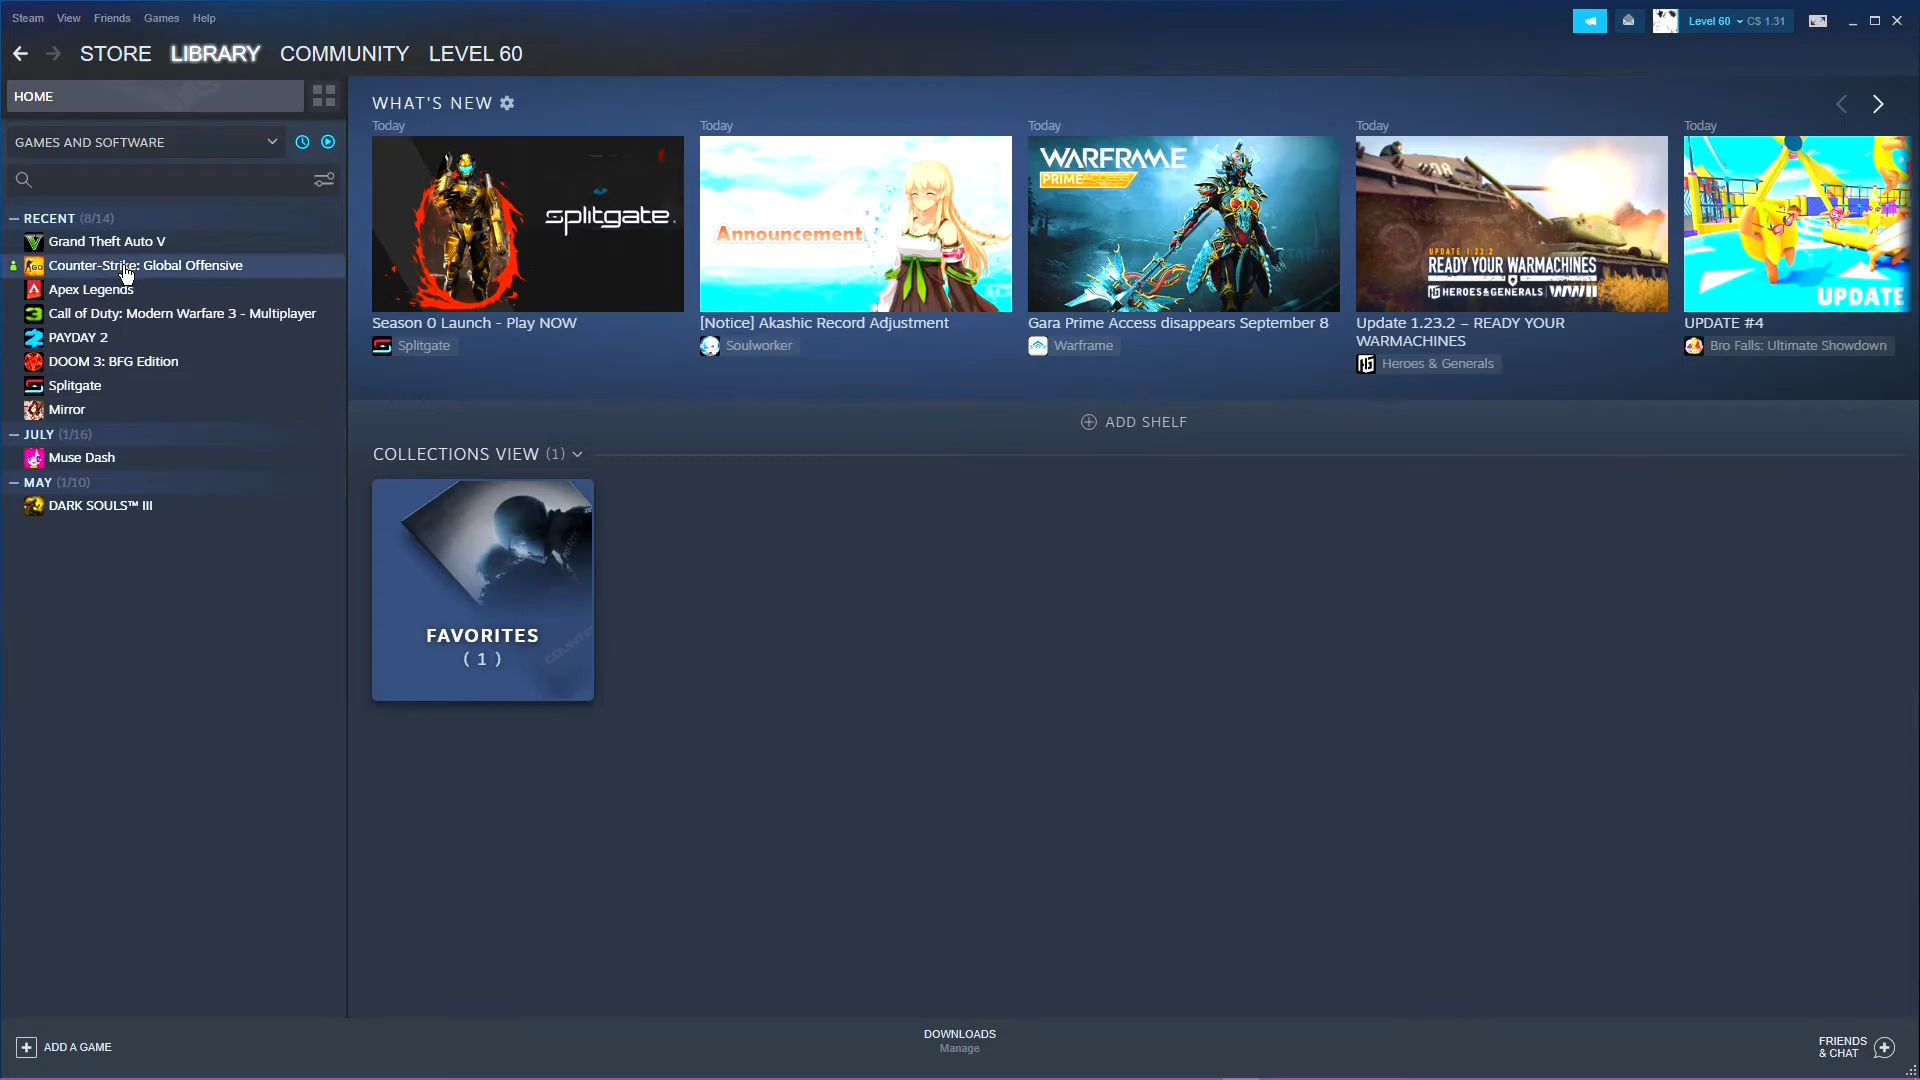 Steam View Friends Games Help
Level 60 C$ 1.31
STORE LIBRARY COMMUNITY LEVEL 60
HOME
GAMES AND SOFTWARE
RECENT (8/14)
Grand Theft Auto V
Counter-Strike: Global Offensive
Apex Legends
Call of Duty: Modern Warfare 3 - Multiplayer
PAYDAY 2
DOOM 3: BFG Edition
Splitgate
Mirror
JULY (1/16)
Muse Dash
MAY (1/10)
DARK SOULS™ III
WHAT'S NEW
Today
splitgate.
Season 0 Launch - Play NOW
Splitgate
Today
Announcement
[Notice] Akashic Record Adjustment
Soulworker
Today
WARFRAME
PRIME ACCESS
Gara Prime Access disappears September 8
Warframe
Today
UPDATE 1.23.2
READY YOUR WARMACHINES
HEROES & GENERALS WWII
Update 1.23.2 – READY YOUR
WARMACHINES
Heroes & Generals
Today
UPDATE
UPDATE #4
Bro Falls: Ultimate Showdown
ADD SHELF
COLLECTIONS VIEW (1)
FAVORITES
( 1 )
ADD A GAME
DOWNLOADS
Manage
FRIENDS
& CHAT